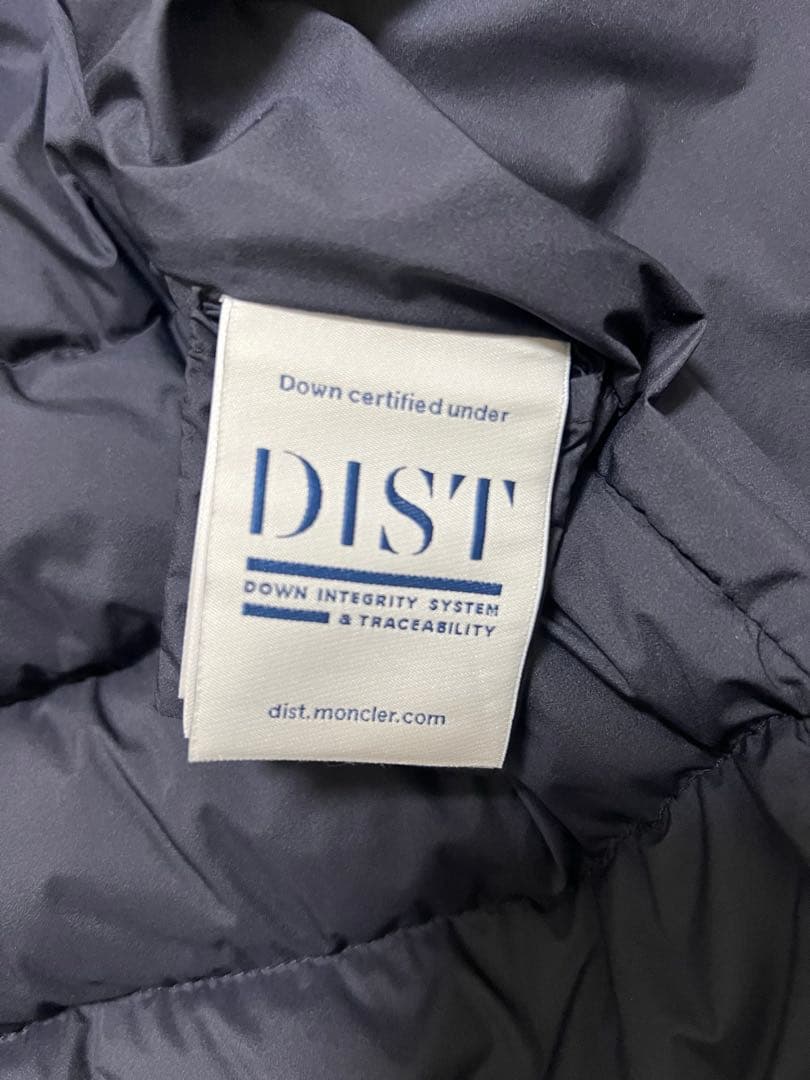 Down certified under
DIST
DOWN INTEGRITY SYSTEM
& TRACEABILITY
dist.moncler.com